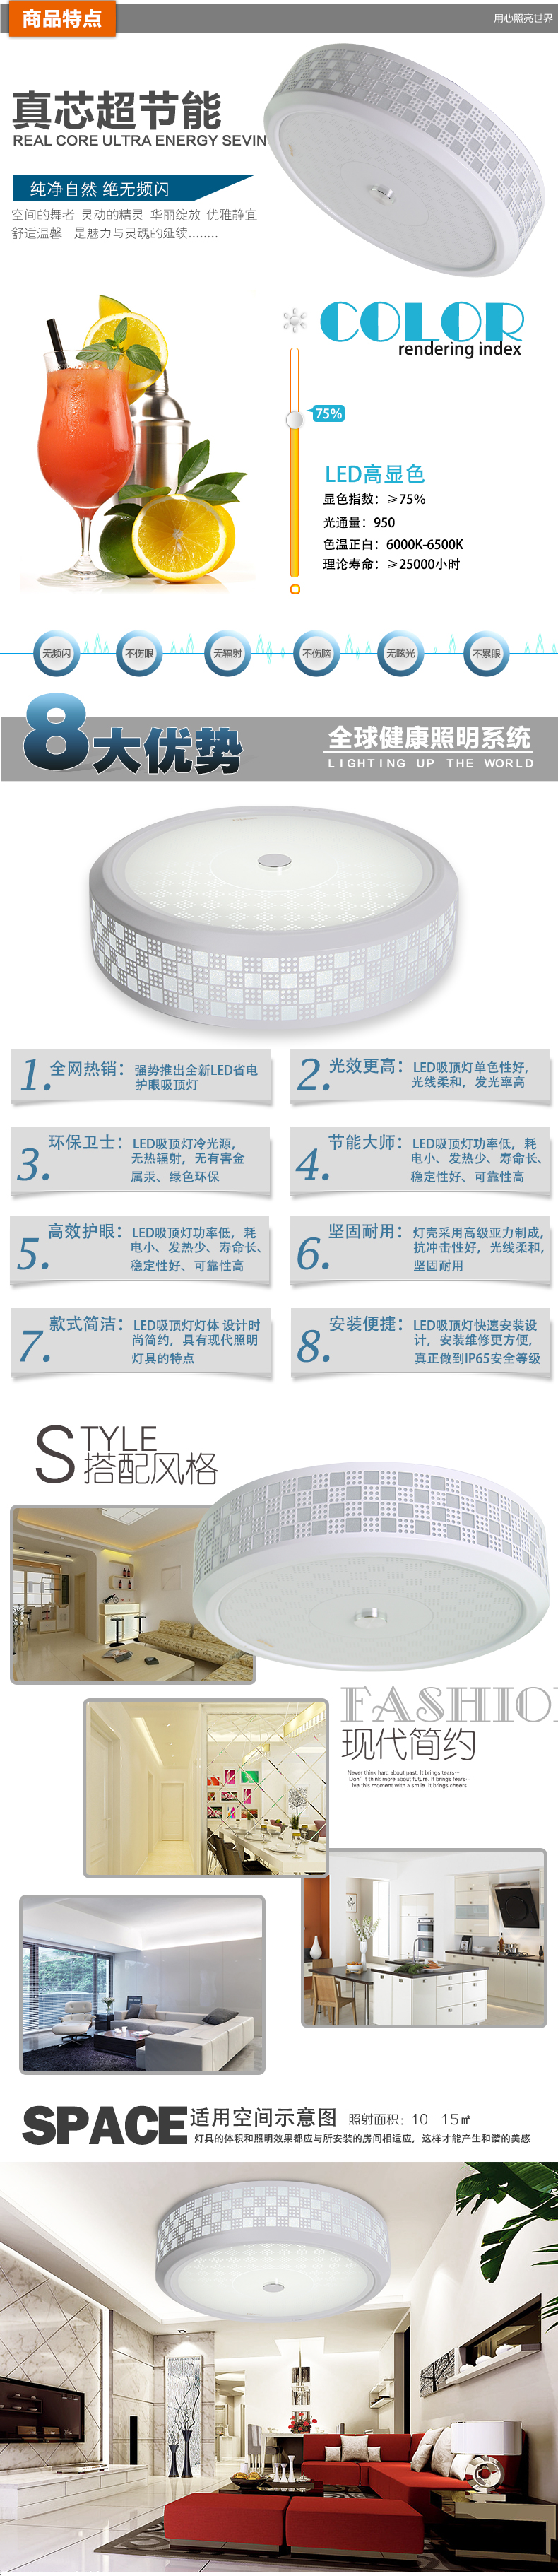 商品特点
用心照亮世界
真芯超节能
REAL CORE ULTRA ENERGY SEVIN
纯净自然 绝无频闪
空间的舞者 灵动的精灵 华丽绽放 优雅静宜
舒适温馨 是魅力与灵魂的延续........
COLOR
rendering index
75%
LED高显色
显色指数：≥75%
光通量：950
色温正白：6000K-6500K
理论寿命：≥25000小时
无频闪
不伤眼
无辐射
不伤脑
无眩光
不累眼
8大优势
全球健康照明系统
LIGHTING UP THE WORLD
1.全网热销：强势推出全新LED省电
护眼吸顶灯
2.光效更高：LED吸顶灯单色性好，
光线柔和，发光率高
3.环保卫士：LED吸顶灯冷光源，
无热辐射，无有害金
属汞、绿色环保
4.节能大师：LED吸顶灯功率低，耗
电小、发热少、寿命长、
稳定性好、可靠性高
5.高效护眼：LED吸顶灯功率低，耗
电小、发热少、寿命长、
稳定性好、可靠性高
6.坚固耐用：灯壳采用高级亚力制成，
抗冲击性好，光线柔和，
坚固耐用
7.款式简洁：LED吸顶灯灯体 设计时
尚简约，具有现代照明
灯具的特点
8.安装便捷：LED吸顶灯快速安装设
计，安装维修更方便，
真正做到IP65安全等级
STYLE
搭配风格
FASHIO
现代简约
Never think hard about past. It brings tears...
Don't think more about future. It brings fears...
Live this moment with a smile. It brings cheers.
SPACE适用空间示意图 照射面积：10-15㎡
灯具的体积和照明效果都应与所安装的房间相适应，这样才能产生和谐的美感